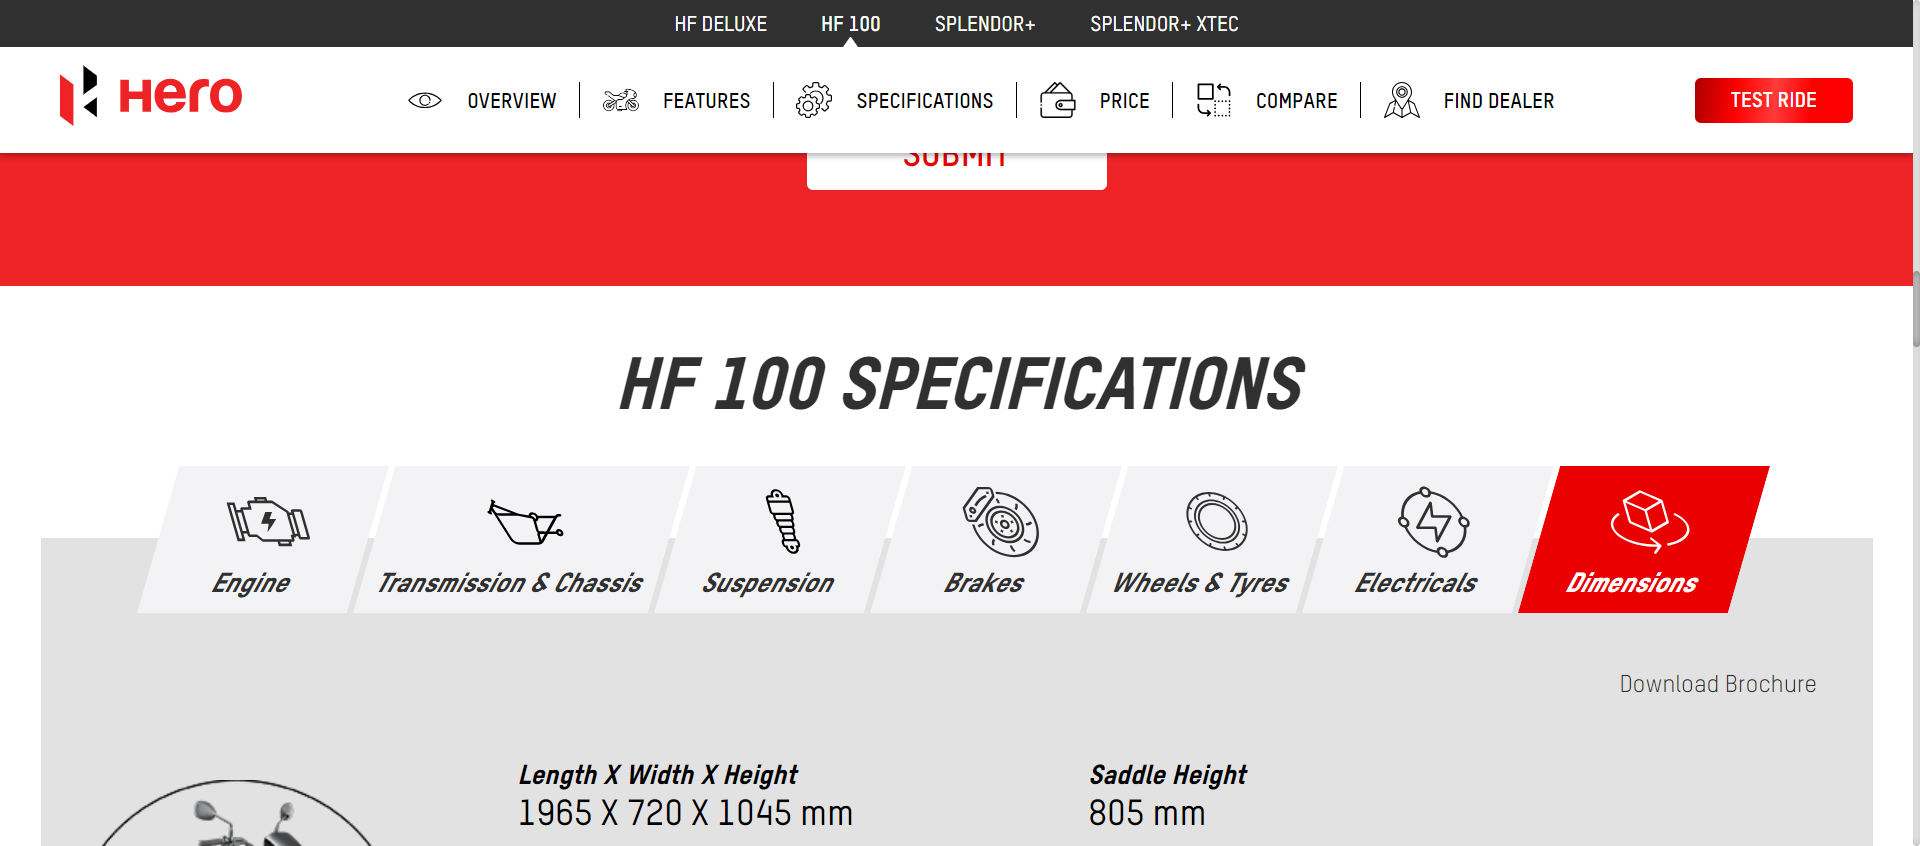 HF DELUXE HF 100 SPLENDOR+ SPLENDOR+ XTEC
Hero OVERVIEW FEATURES SPECIFICATIONS PRICE COMPARE FIND DEALER TEST RIDE
SUBMIT
HF 100 SPECIFICATIONS
Engine Transmission & Chassis Suspension Brakes Wheels & Tyres Electricals Dimensions
Download Brochure
Length X Width X Height Saddle Height
1965 X 720 X 1045 mm 805 mm